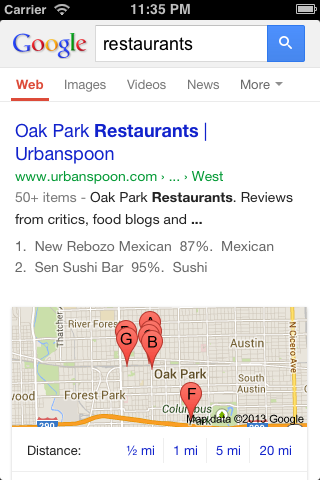 Carrier 11:35 PM
Google restaurants
Web Images Videos News More
Oak Park Restaurants |
Urbanspoon
www.urbanspoon.com › ... › West
50+ items - Oak Park Restaurants. Reviews
from critics, food blogs and ...
1. New Rebozo Mexican 87%. Mexican
2. Sen Sushi Bar 95%. Sushi
Thatcher
River Forest
A
G
B
Austin
N Cicero Ave
Oak Park
South
Austin
Forest Park
F
Columbus
Map data ©2013 Google
290
290
Distance: ½ mi 1 mi 5 mi 20 mi